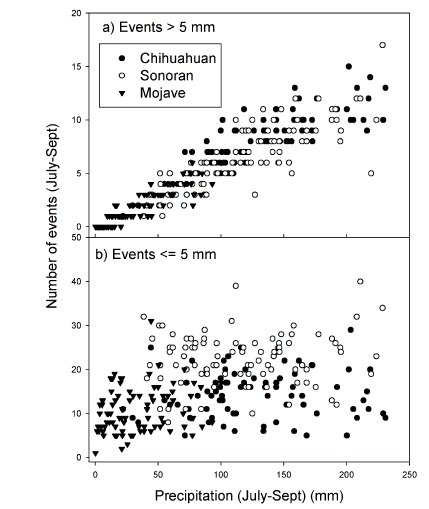 a) Events > 5 mm
Chihuahuan
Sonoran
Mojave
20
15
10
5
0
Number of events (July-Sept)
b) Events <= 5 mm
50
40
30
20
10
0
0 50 100 150 200 250
Precipitation (July-Sept) (mm)